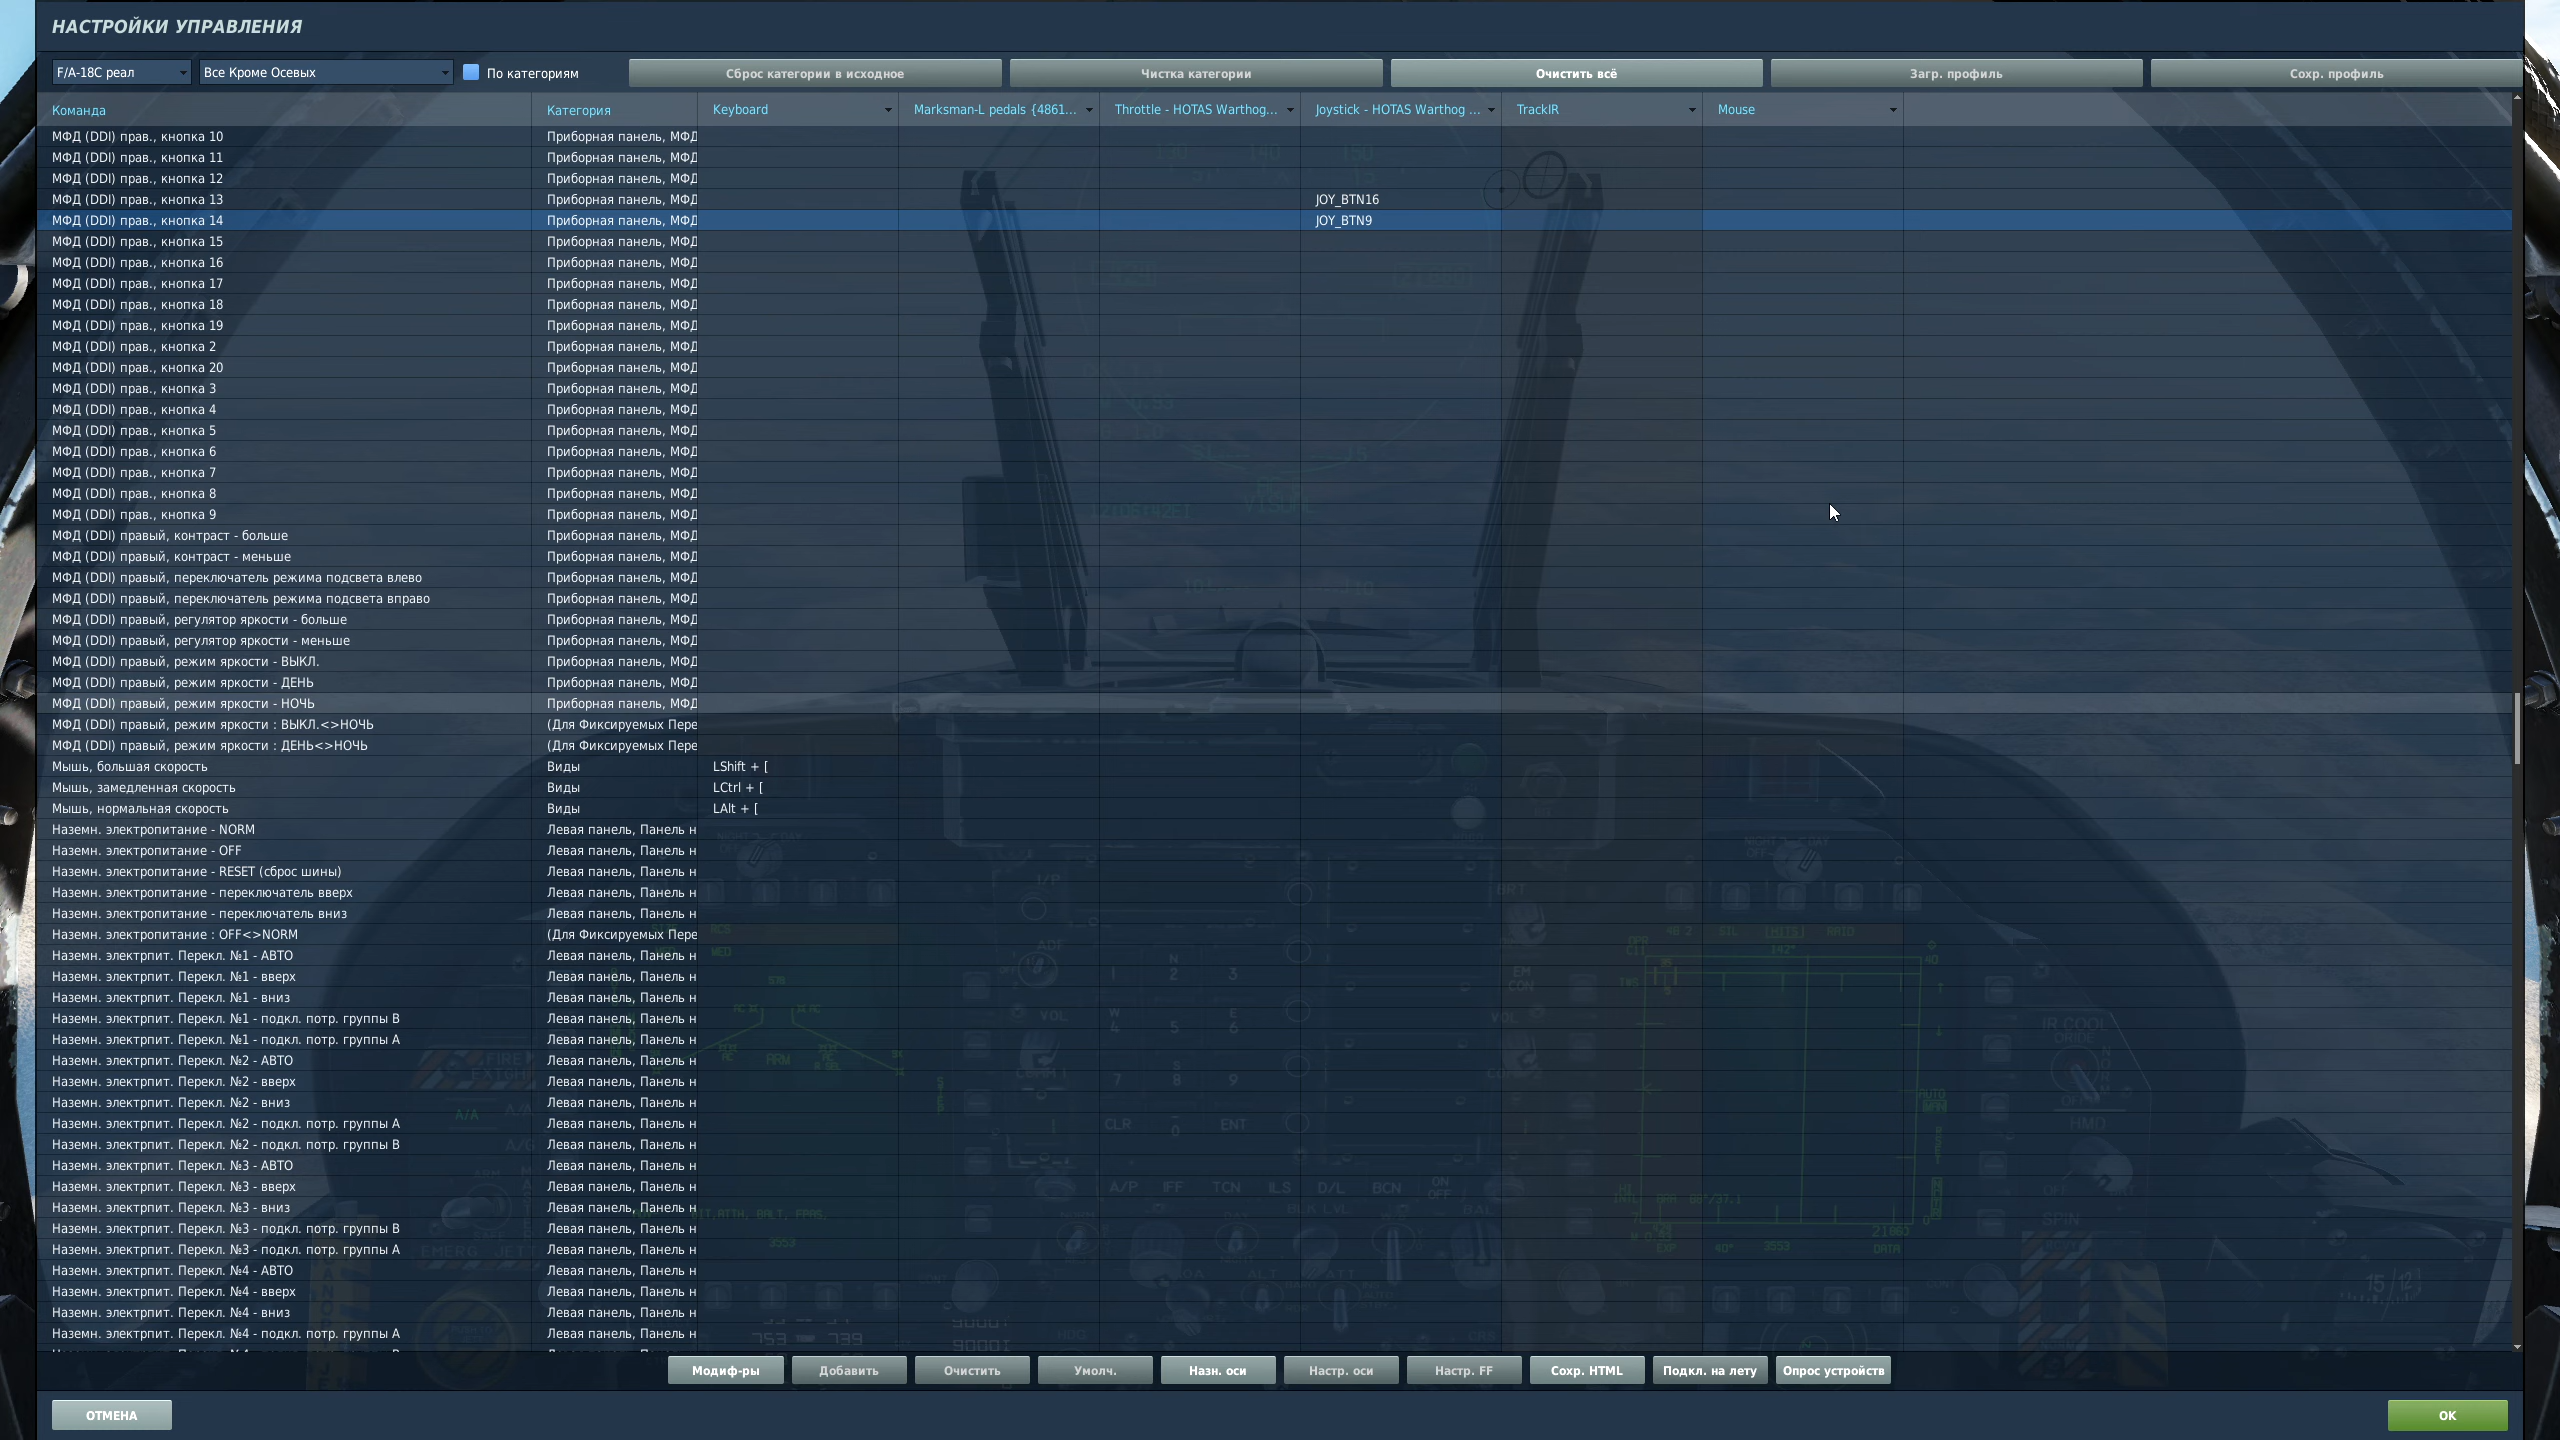 НАСТРОЙКИ УПРАВЛЕНИЯ
F/A-18C реал Все Кроме Осевых По категориям Сброс категории в исходное Чистка категории Очистить всё Загр. профиль Сохр. профиль
Команда Категория Keyboard Marksman-L pedals {4861... Throttle - HOTAS Warthog... Joystick - HOTAS Warthog ... TrackIR Mouse
МФД (DDI) прав., кнопка 10 Приборная панель, МФД
МФД (DDI) прав., кнопка 11 Приборная панель, МФД
МФД (DDI) прав., кнопка 12 Приборная панель, МФД
МФД (DDI) прав., кнопка 13 Приборная панель, МФД JOY_BTN16
МФД (DDI) прав., кнопка 14 Приборная панель, МФД JOY_BTN9
МФД (DDI) прав., кнопка 15 Приборная панель, МФД
МФД (DDI) прав., кнопка 16 Приборная панель, МФД
МФД (DDI) прав., кнопка 17 Приборная панель, МФД
МФД (DDI) прав., кнопка 18 Приборная панель, МФД
МФД (DDI) прав., кнопка 19 Приборная панель, МФД
МФД (DDI) прав., кнопка 2 Приборная панель, МФД
МФД (DDI) прав., кнопка 20 Приборная панель, МФД
МФД (DDI) прав., кнопка 3 Приборная панель, МФД
МФД (DDI) прав., кнопка 4 Приборная панель, МФД
МФД (DDI) прав., кнопка 5 Приборная панель, МФД
МФД (DDI) прав., кнопка 6 Приборная панель, МФД
МФД (DDI) прав., кнопка 7 Приборная панель, МФД
МФД (DDI) прав., кнопка 8 Приборная панель, МФД
МФД (DDI) прав., кнопка 9 Приборная панель, МФД
МФД (DDI) правый, контраст - больше Приборная панель, МФД
МФД (DDI) правый, контраст - меньше Приборная панель, МФД
МФД (DDI) правый, переключатель режима подсвета влево Приборная панель, МФД
МФД (DDI) правый, переключатель режима подсвета вправо Приборная панель, МФД
МФД (DDI) правый, регулятор яркости - больше Приборная панель, МФД
МФД (DDI) правый, регулятор яркости - меньше Приборная панель, МФД
МФД (DDI) правый, режим яркости - ВЫКЛ. Приборная панель, МФД
МФД (DDI) правый, режим яркости - ДЕНЬ Приборная панель, МФД
МФД (DDI) правый, режим яркости - НОЧЬ Приборная панель, МФД
МФД (DDI) правый, режим яркости : ВЫКЛ.<>НОЧЬ (Для Фиксируемых Пере
МФД (DDI) правый, режим яркости : ДЕНЬ<>НОЧЬ (Для Фиксируемых Пере
Мышь, большая скорость Виды LShift + [
Мышь, замедленная скорость Виды LCtrl + [
Мышь, нормальная скорость Виды LAlt + [
Наземн. электропитание - NORM Левая панель, Панель н
Наземн. электропитание - OFF Левая панель, Панель н
Наземн. электропитание - RESET (сброс шины) Левая панель, Панель н
Наземн. электропитание - переключатель вверх Левая панель, Панель н
Наземн. электропитание - переключатель вниз Левая панель, Панель н
Наземн. электропитание : OFF<>NORM (Для Фиксируемых Пере
Наземн. электрпит. Перекл. №1 - АВТО Левая панель, Панель н
Наземн. электрпит. Перекл. №1 - вверх Левая панель, Панель н
Наземн. электрпит. Перекл. №1 - вниз Левая панель, Панель н
Наземн. электрпит. Перекл. №1 - подкл. потр. группы B Левая панель, Панель н
Наземн. электрпит. Перекл. №1 - подкл. потр. группы А Левая панель, Панель н
Наземн. электрпит. Перекл. №2 - АВТО Левая панель, Панель н
Наземн. электрпит. Перекл. №2 - вверх Левая панель, Панель н
Наземн. электрпит. Перекл. №2 - вниз Левая панель, Панель н
Наземн. электрпит. Перекл. №2 - подкл. потр. группы А Левая панель, Панель н
Наземн. электрпит. Перекл. №2 - подкл. потр. группы В Левая панель, Панель н
Наземн. электрпит. Перекл. №3 - АВТО Левая панель, Панель н
Наземн. электрпит. Перекл. №3 - вверх Левая панель, Панель н
Наземн. электрпит. Перекл. №3 - вниз Левая панель, Панель н
Наземн. электрпит. Перекл. №3 - подкл. потр. группы B Левая панель, Панель н
Наземн. электрпит. Перекл. №3 - подкл. потр. группы А Левая панель, Панель н
Наземн. электрпит. Перекл. №4 - АВТО Левая панель, Панель н
Наземн. электрпит. Перекл. №4 - вверх Левая панель, Панель н
Наземн. электрпит. Перекл. №4 - вниз Левая панель, Панель н
Наземн. электрпит. Перекл. №4 - подкл. потр. группы А Левая панель, Панель н
Модиф-ры Добавить Очистить Умолч. Назн. оси Настр. оси Настр. FF Сохр. HTML Подкл. на лету Опрос устройств
ОТМЕНА OK